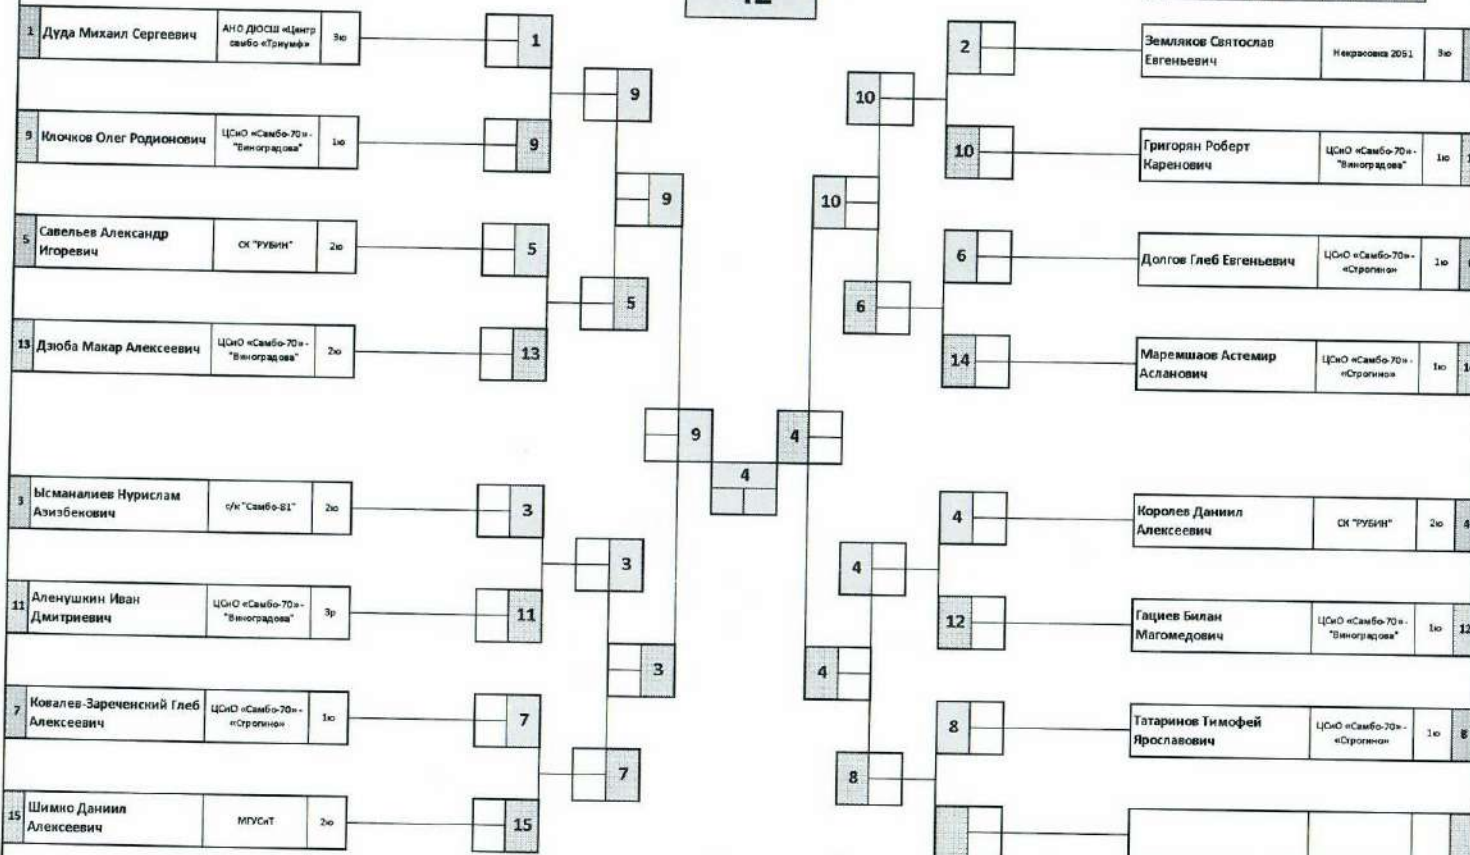 1 Дуда Михаил Сергеевич АНО ДЮСШ «Центр самбо «Триумф» 3ю
9 Клочков Олег Родионович ЦСиО «Самбо-70» - "Виноградова" 1ю
5 Савельев Александр Игоревич СК "РУБИН" 2ю
13 Дзюба Макар Алексеевич ЦСиО «Самбо-70» - "Виноградова" 2ю
3 Ысманалиев Нурислам Азизбекович с/к "Самбо-81" 2ю
11 Аленушкин Иван Дмитриевич ЦСиО «Самбо-70» - "Виноградова" 3р
7 Ковалев-Зареченский Глеб Алексеевич ЦСиО «Самбо-70» - «Строгино» 1ю
15 Шимко Даниил Алексеевич МГУСиТ 2ю
1
9
5
13
3
11
7
15
9
5
3
7
9
3
9
4
4
10
4
10
6
4
8
2
10
6
14
4
12
8
Земляков Святослав Евгеньевич Некрасовка 2051 3ю
Григорян Роберт Каренович ЦСиО «Самбо-70» - "Виноградова" 1ю
Долгов Глеб Евгеньевич ЦСиО «Самбо-70» - «Строгино» 1ю
Маремшаов Астемир Асланович ЦСиО «Самбо-70» - «Строгино» 1ю
Королев Даниил Алексеевич СК "РУБИН" 2ю 4
Гациев Билан Магомедович ЦСиО «Самбо-70» - "Виноградова" 1ю 12
Татаринов Тимофей Ярославович ЦСиО «Самбо-70» - «Строгино» 1ю 8